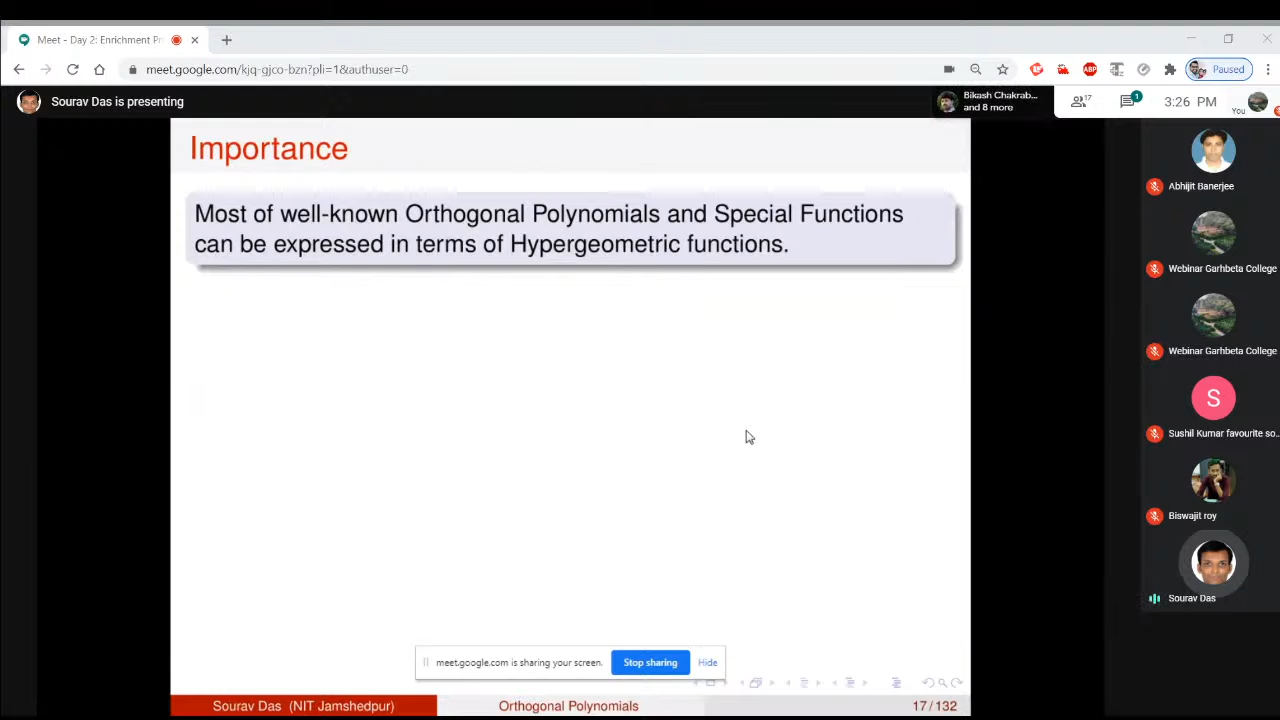 Meet - Day 2: Enrichment Pr
meet.google.com/kjq-gjco-bzn?pli=1&authuser=0
ABP
Paused
Sourav Das is presenting
Bikash Chakrab...
and 8 more
17
1
3:26 PM
You
Importance
Most of well-known Orthogonal Polynomials and Special Functions
can be expressed in terms of Hypergeometric functions.
Abhijit Banerjee
Webinar Garhbeta College
Webinar Garhbeta College
S
Sushil Kumar favourite so...
Biswajit roy
Sourav Das
meet.google.com is sharing your screen.
Stop sharing
Hide
Sourav Das (NIT Jamshedpur)
Orthogonal Polynomials
17/132